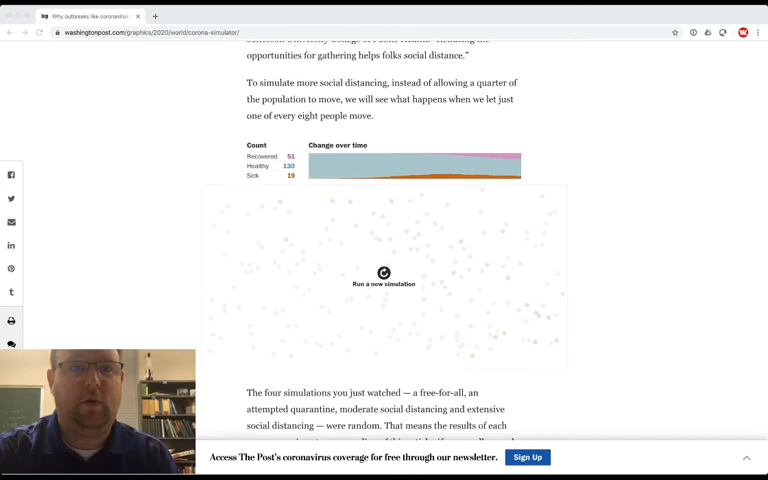 Why outbreaks like coronavirus
washingtonpost.com/graphics/2020/world/corona-simulator/
opportunities for gathering helps folks social distance."
To simulate more social distancing, instead of allowing a quarter of
the population to move, we will see what happens when we let just
one of every eight people move.
Count
Change over time
Recovered 51
Healthy 130
Sick 19
Run a new simulation
The four simulations you just watched — a free-for-all, an
attempted quarantine, moderate social distancing and extensive
social distancing — were random. That means the results of each
Access The Post's coronavirus coverage for free through our newsletter. Sign Up